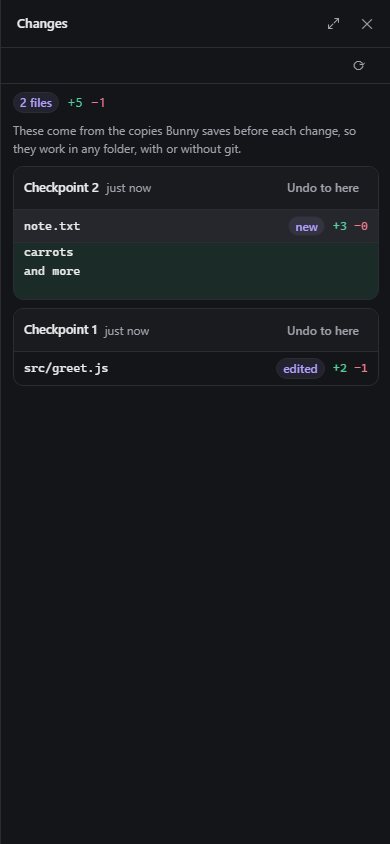 Changes
2 files +5 −1
These come from the copies Bunny saves before each change, so
they work in any folder, with or without git.
Checkpoint 2 just now Undo to here
note.txt new +3 −0
carrots
and more
Checkpoint 1 just now Undo to here
src/greet.js edited +2 −1